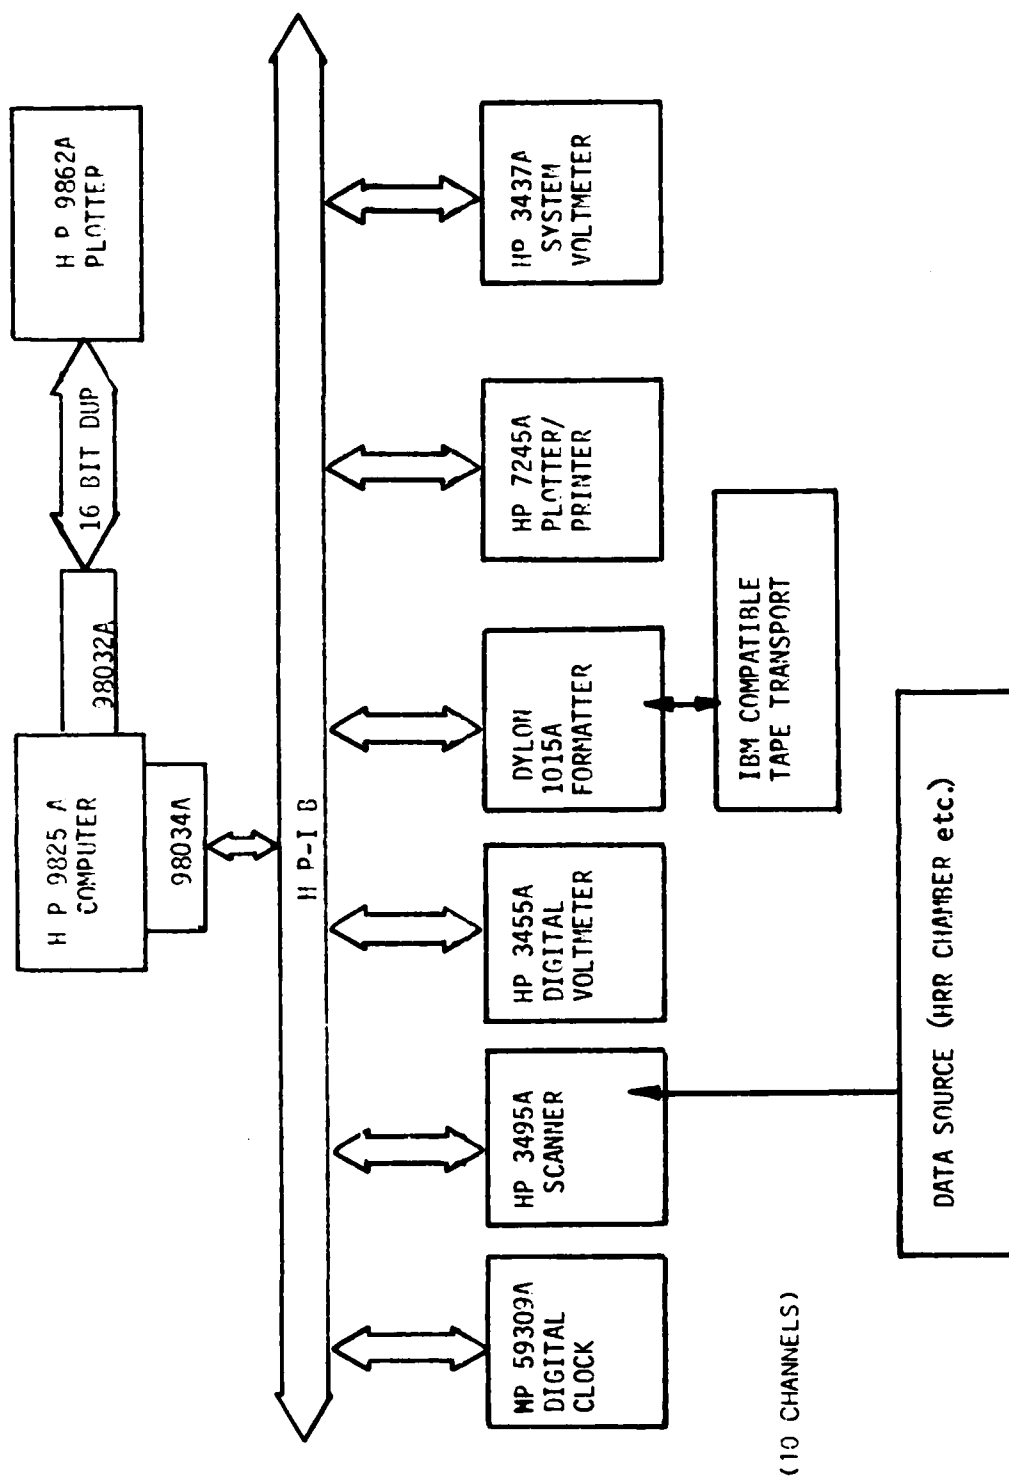 H P 9825 A
COMPUTER
98032A
16 BIT DUP
H P 9862A
PLOTTER
98034A
H P-I B
MP 59309A
DIGITAL
CLOCK
HP 3495A
SCANNER
HP 3455A
DIGITAL
VOLTMETER
DYLON
1015A
FORMATTER
HP 7245A
PLOTTER/
PRINTER
HP 3437A
SYSTEM
VOLTMETER
IBM COMPATIBLE
TAPE TRANSPORT
(10 CHANNELS)
DATA SOURCE (HRR CHAMBER etc.)